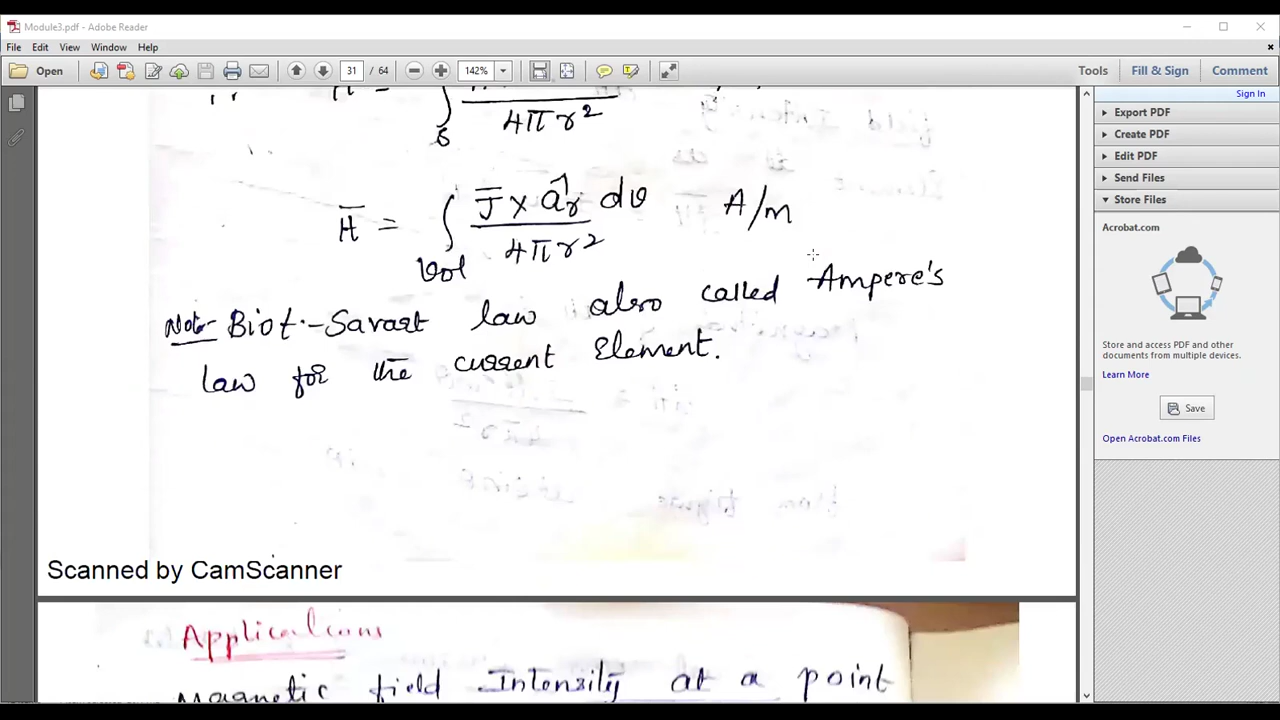 Module3.pdf - Adobe Reader
File Edit View Window Help
Open 31 / 64 142% Tools Fill & Sign Comment
Sign In
Export PDF
Create PDF
Edit PDF
Send Files
Store Files
Acrobat.com
Store and access PDF and other documents from multiple devices.
Learn More
Save
Open Acrobat.com Files
4πr²
S
H̅ = ∫ J̅ × âr dv / 4πr² A/m
Vol
Note:- Biot-Savart law also called Ampere's
law for the current Element.
Scanned by CamScanner
Applications
Magnetic field Intensity at a point